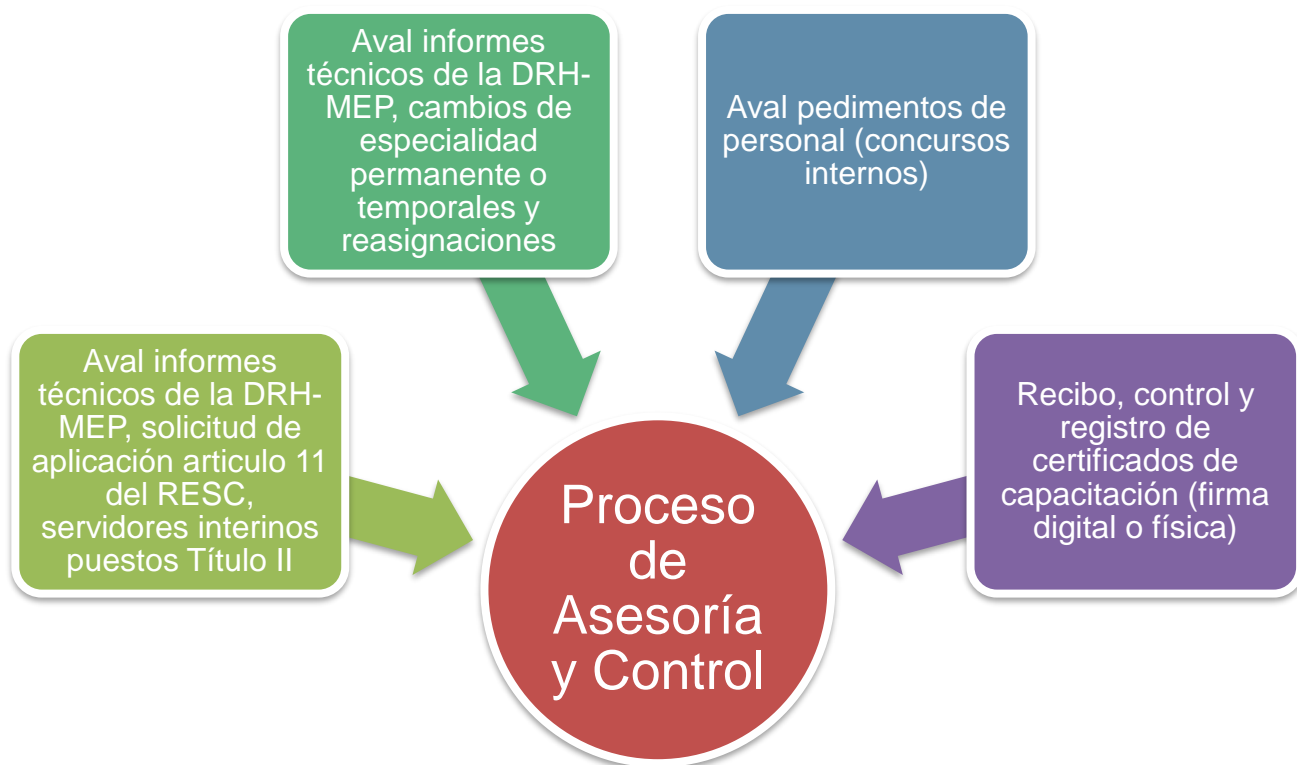 Aval informes
técnicos de la DRH-
MEP, solicitud de
aplicación articulo 11
del RESC,
servidores interinos
puestos Título II
Aval informes
técnicos de la DRH-
MEP, cambios de
especialidad
permanente o
temporales y
reasignaciones
Aval pedimentos de
personal (concursos
internos)
Recibo, control y
registro de
certificados de
capacitación (firma
digital o física)
Proceso
de
Asesoría
y Control